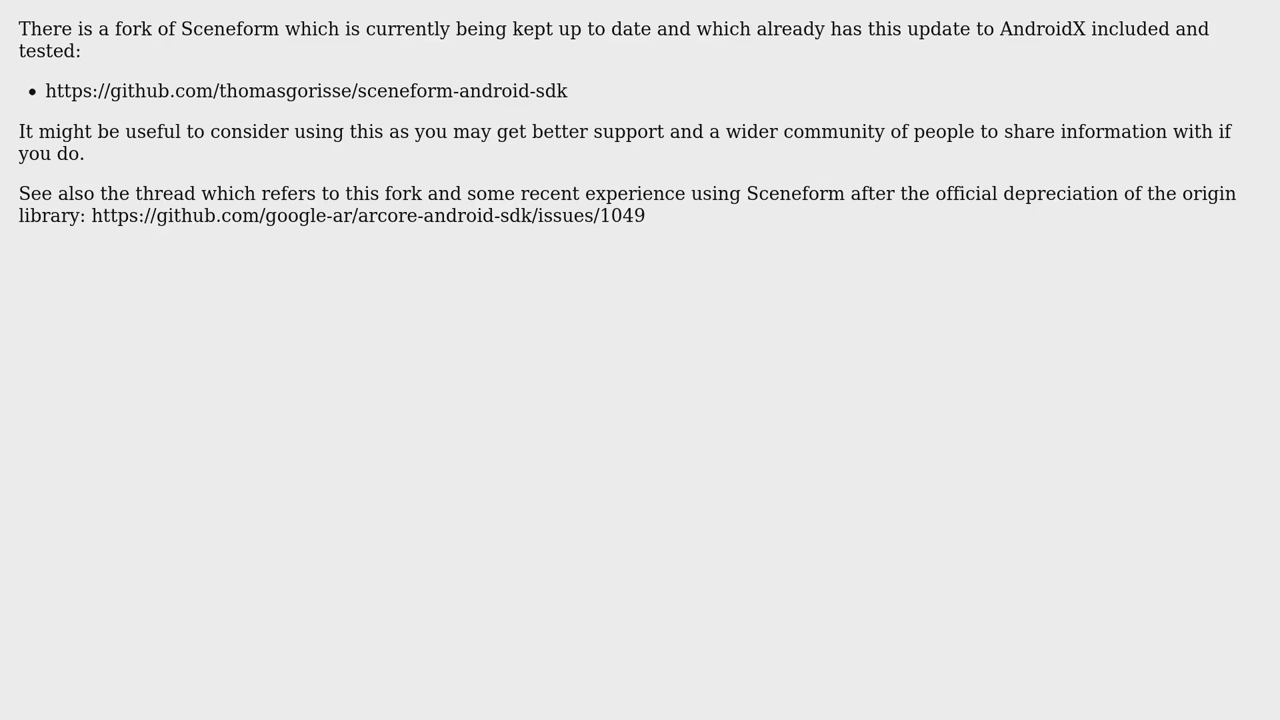 There is a fork of Sceneform which is currently being kept up to date and which already has this update to AndroidX included and
tested:
• https://github.com/thomasgorisse/sceneform-android-sdk
It might be useful to consider using this as you may get better support and a wider community of people to share information with if
you do.
See also the thread which refers to this fork and some recent experience using Sceneform after the official depreciation of the origin
library: https://github.com/google-ar/arcore-android-sdk/issues/1049